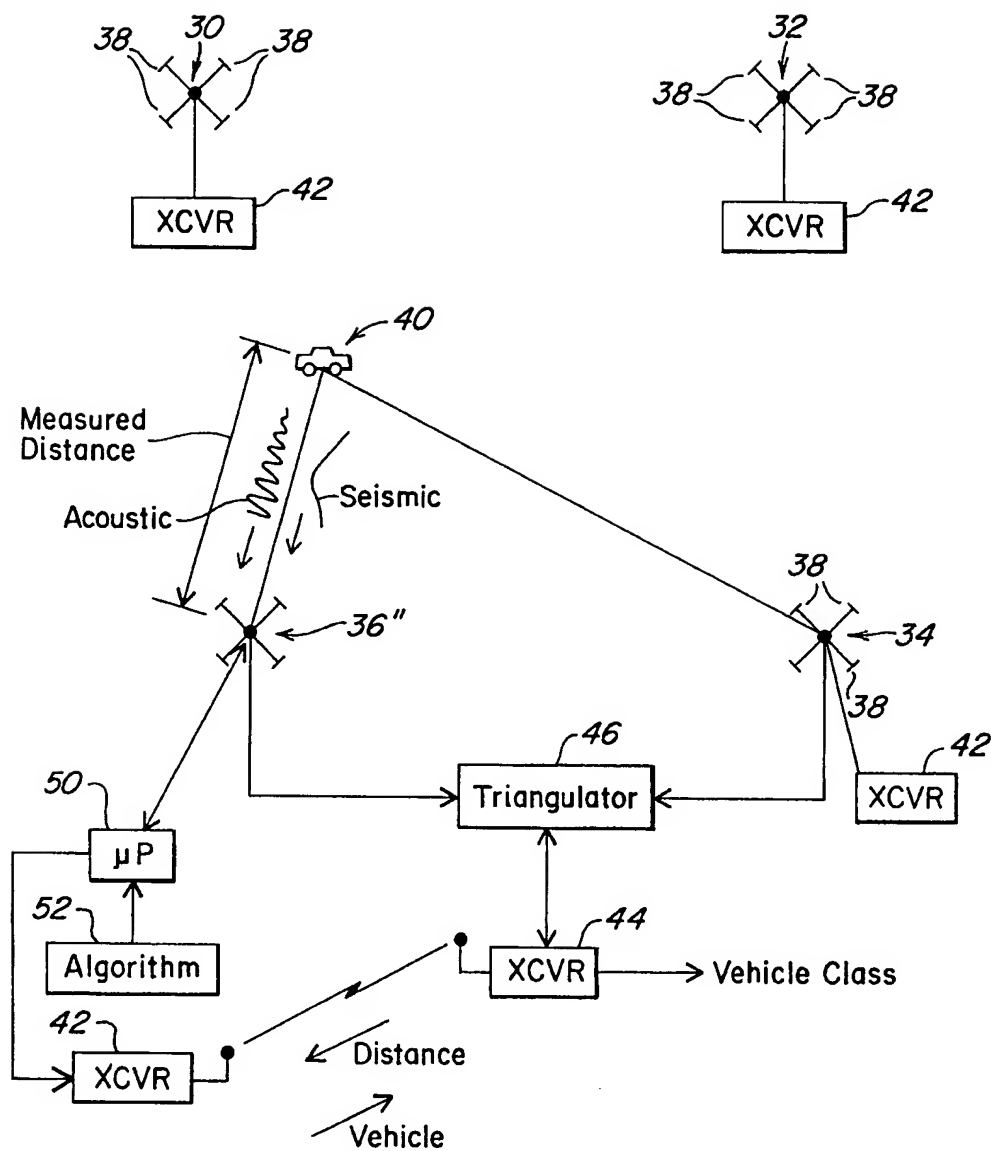 30
38
38
32
38
38
42
XCVR
42
XCVR
40
Measured
Distance
Acoustic
Seismic
38
36"
34
38
46
42
50
Triangulator
XCVR
µP
52
44
Algorithm
XCVR
Vehicle Class
42
XCVR
Distance
Vehicle